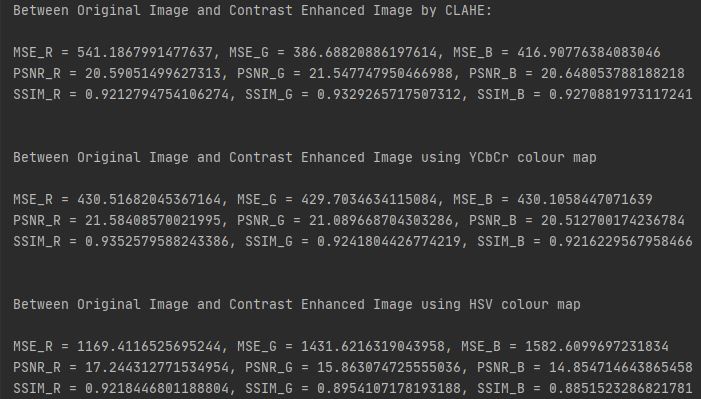 Between Original Image and Contrast Enhanced Image by CLAHE:
MSE_R = 541.1867991477637, MSE_G = 386.68820886197614, MSE_B = 416.90776384083046
PSNR_R = 20.59051499627313, PSNR_G = 21.547747950466988, PSNR_B = 20.648053788188218
SSIM_R = 0.9212794754106274, SSIM_G = 0.9329265717507312, SSIM_B = 0.9270881973117241
Between Original Image and Contrast Enhanced Image using YCbCr colour map
MSE_R = 430.51682045367164, MSE_G = 429.7034634115084, MSE_B = 430.1058447071639
PSNR_R = 21.58408570021995, PSNR_G = 21.089668704303286, PSNR_B = 20.512700174236784
SSIM_R = 0.9352579588243386, SSIM_G = 0.9241804426774219, SSIM_B = 0.9216229567958466
Between Original Image and Contrast Enhanced Image using HSV colour map
MSE_R = 1169.4116525695244, MSE_G = 1431.6216319043958, MSE_B = 1582.6099697231834
PSNR_R = 17.244312771534954, PSNR_G = 15.863074725555036, PSNR_B = 14.854714643865458
SSIM_R = 0.9218446801188804, SSIM_G = 0.8954107178193188, SSIM_B = 0.8851523286821781